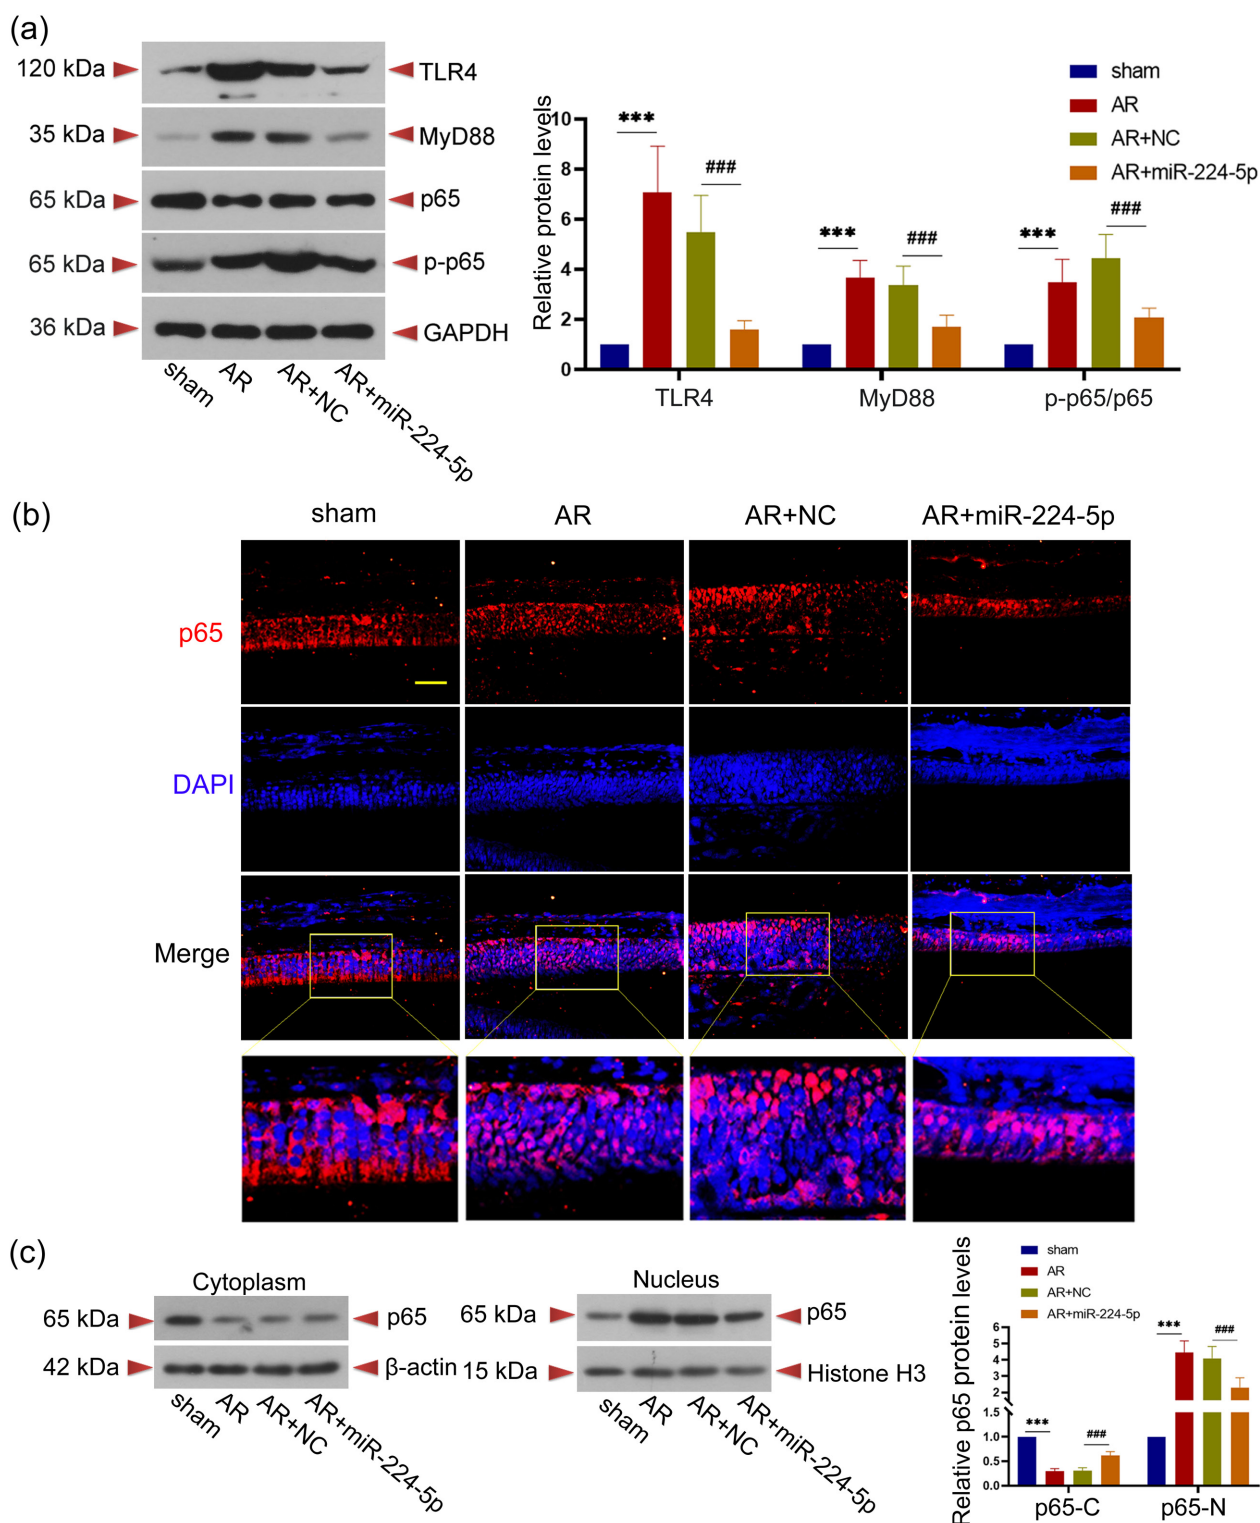 (a)
120 kDa
TLR4
35 kDa
MyD88
65 kDa
p65
65 kDa
p-p65
36 kDa
GAPDH
sham
AR
AR+NC
AR+miR-224-5p
sham
AR
AR+NC
AR+miR-224-5p
Relative protein levels
10
8
6
4
2
0
***
###
***
###
***
###
TLR4
MyD88
p-p65/p65
(b)
sham
AR
AR+NC
AR+miR-224-5p
p65
DAPI
Merge
(c)
Cytoplasm
65 kDa
p65
42 kDa
β-actin
sham
AR
AR+NC
AR+miR-224-5p
Nucleus
65 kDa
p65
15 kDa
Histone H3
sham
AR
AR+NC
AR+miR-224-5p
sham
AR
AR+NC
AR+miR-224-5p
Relative p65 protein levels
6
5
4
3
2
1.5
1.0
0.5
0.0
***
###
***
###
p65-C
p65-N